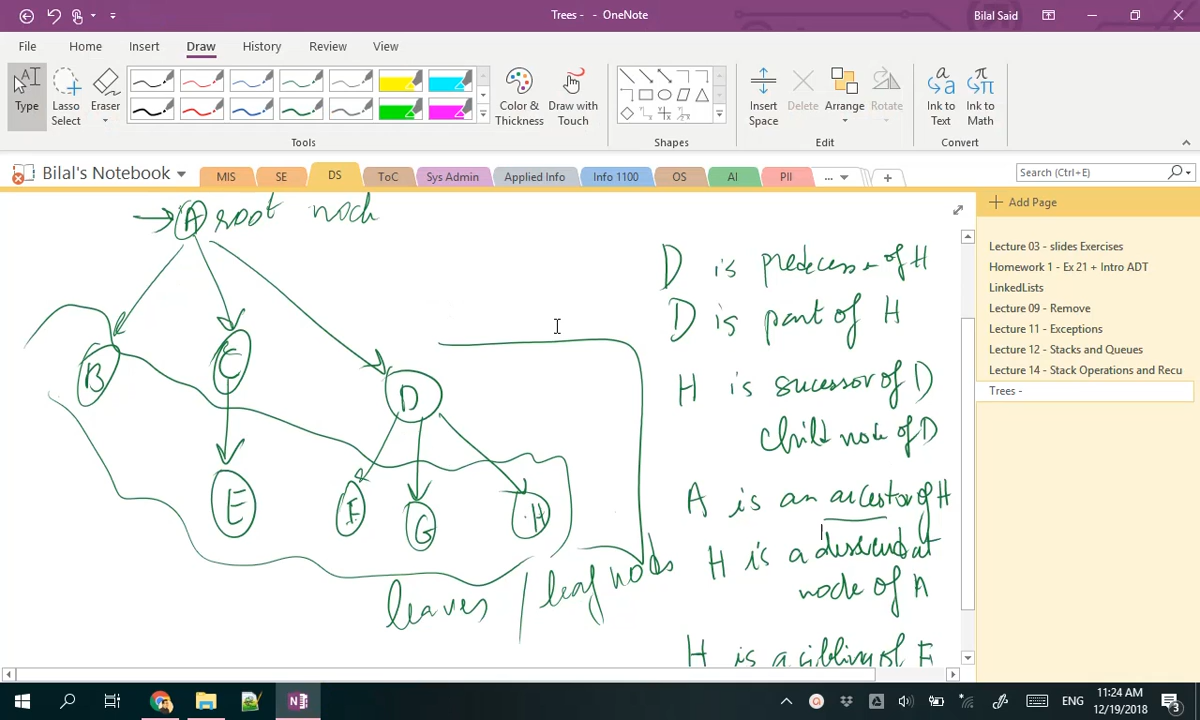 Trees - - OneNote
Bilal Said
File
Home
Insert
Draw
History
Review
View
Type
Lasso Select
Eraser
Color & Thickness
Draw with Touch
Insert Space
Delete
Arrange
Rotate
Ink to Text
Ink to Math
Tools
Shapes
Edit
Convert
Bilal's Notebook
MIS
SE
DS
ToC
Sys Admin
Applied Info
Info 1100
OS
AI
PII
...
Search (Ctrl+E)
Add Page
Lecture 03 - slides Exercises
Homework 1 - Ex 21 + Intro ADT
LinkedLists
Lecture 09 - Remove
Lecture 11 - Exceptions
Lecture 12 - Stacks and Queues
Lecture 14 - Stack Operations and Recu
Trees -
A root node
B
C
D
E
F
G
H
leaves / leaf nodes
D is predecessor of H
D is part of H
H is sucessor of D
child node of D
A is an ancestor of H
H is a descendent
node of A
H is a sibling of F
ENG
11:24 AM
12/19/2018
3